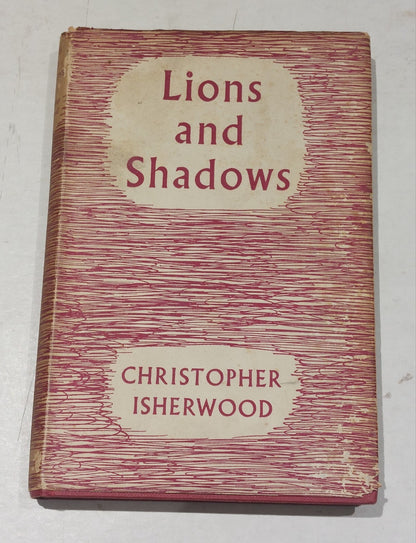 Lions
and
Shadows
CHRISTOPHER
ISHERWOOD